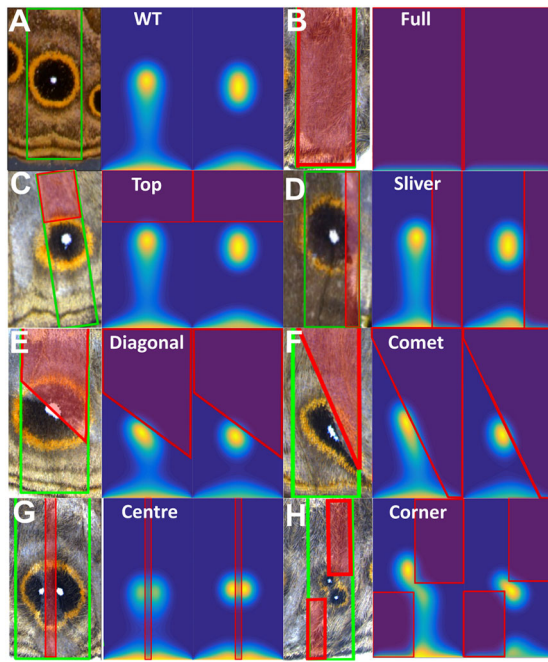 A WT
B Full
C Top
D Sliver
E Diagonal
F Comet
G Centre
H Corner